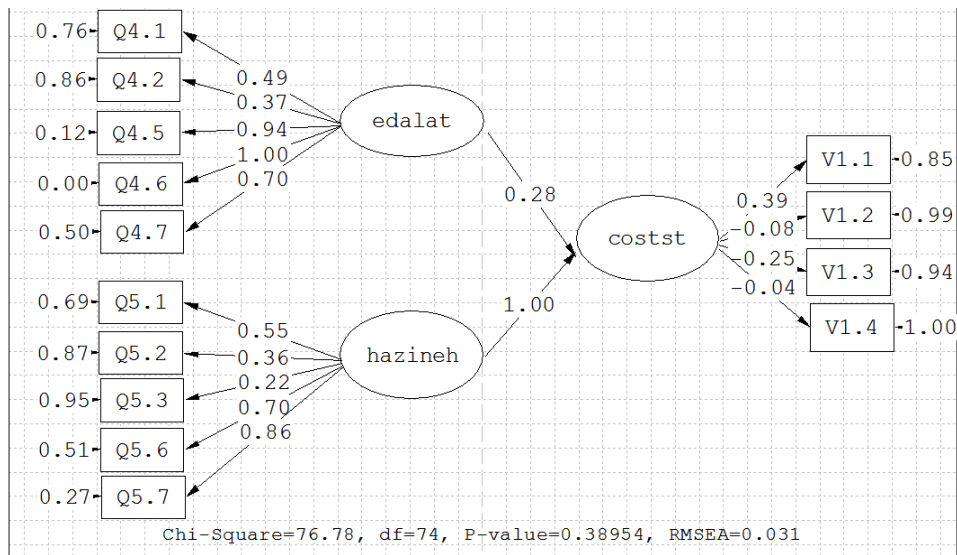 0.76 Q4.1
0.86 Q4.2
0.12 Q4.5
0.00 Q4.6
0.50 Q4.7
0.49
0.37
0.94
1.00
0.70
edalat
0.69 Q5.1
0.87 Q5.2
0.95 Q5.3
0.51 Q5.6
0.27 Q5.7
0.55
0.36
0.22
0.70
0.86
hazineh
0.28
1.00
costst
0.39
-0.08
-0.25
-0.04
V1.1 0.85
V1.2 0.99
V1.3 0.94
V1.4 1.00
Chi-Square=76.78, df=74, P-value=0.38954, RMSEA=0.031